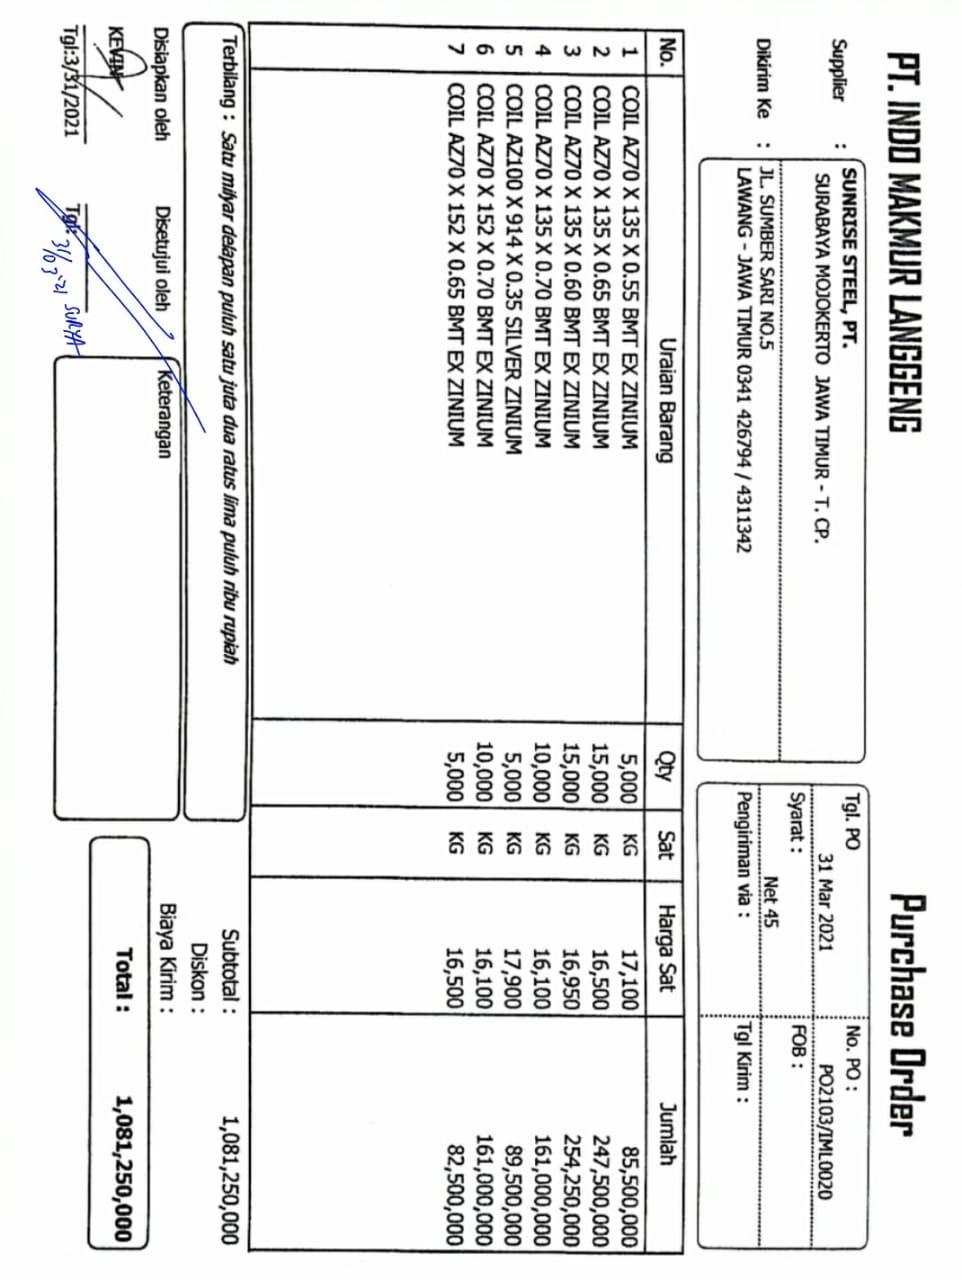 PT. INDO MAKMUR LANGGENG
Purchase Order
Supplier : SUNRISE STEEL, PT.
SURABAYA MOJOKERTO JAWA TIMUR - T. CP.
Dikirim Ke : JL. SUMBER SARI NO.5
LAWANG - JAWA TIMUR 0341 426794 / 4311342
Tgl. PO
31 Mar 2021
No. PO :
PO2103/IML0020
Syarat :
Net 45
FOB :
Pengiriman via :
Tgl Kirim :
No. Uraian Barang Qty Sat Harga Sat Jumlah
1 COIL AZ70 X 135 X 0.55 BMT EX ZINIUM 5,000 KG 17,100 85,500,000
2 COIL AZ70 X 135 X 0.65 BMT EX ZINIUM 15,000 KG 16,500 247,500,000
3 COIL AZ70 X 135 X 0.60 BMT EX ZINIUM 15,000 KG 16,950 254,250,000
4 COIL AZ70 X 135 X 0.70 BMT EX ZINIUM 10,000 KG 16,100 161,000,000
5 COIL AZ100 X 914 X 0.35 SILVER ZINIUM 5,000 KG 17,900 89,500,000
6 COIL AZ70 X 152 X 0.70 BMT EX ZINIUM 10,000 KG 16,100 161,000,000
7 COIL AZ70 X 152 X 0.65 BMT EX ZINIUM 5,000 KG 16,500 82,500,000
Terbilang : Satu milyar delapan puluh satu juta dua ratus lima puluh ribu rupiah
Subtotal : 1,081,250,000
Diskon :
Biaya Kirim :
Total : 1,081,250,000
Disiapkan oleh
KEVIN
Tgl:3/31/2021
Disetujui oleh
Tgl: 31/03-21 SURYA
Keterangan